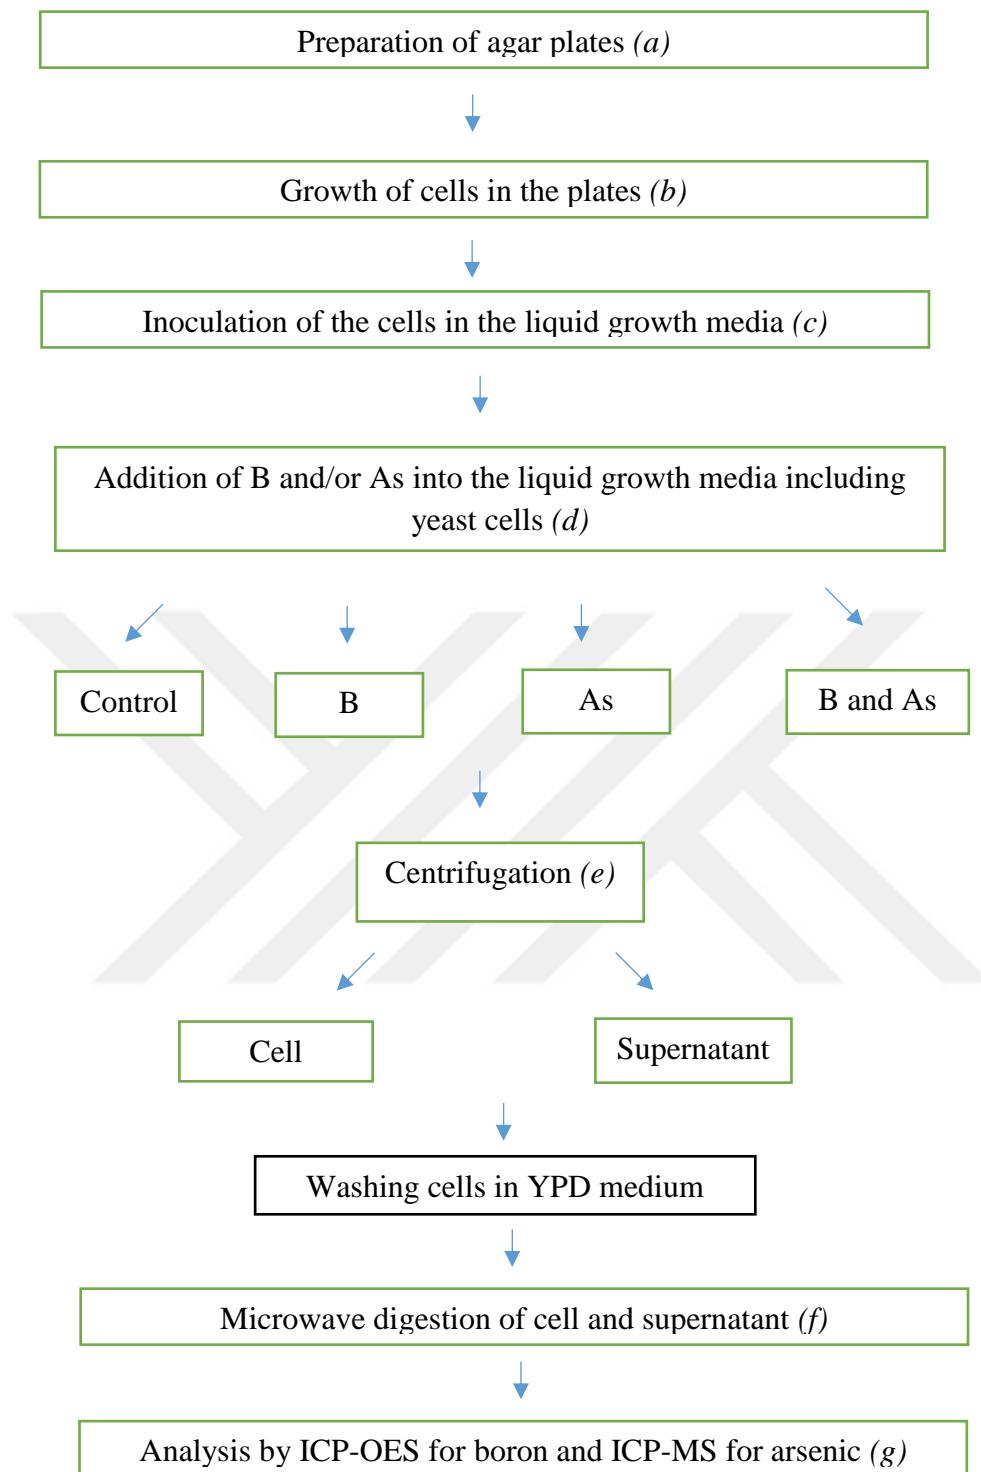 Preparation of agar plates (a)
Growth of cells in the plates (b)
Inoculation of the cells in the liquid growth media (c)
Addition of B and/or As into the liquid growth media including
yeast cells (d)
Control
B
As
B and As
Centrifugation (e)
Cell
Supernatant
Washing cells in YPD medium
Microwave digestion of cell and supernatant (f)
Analysis by ICP-OES for boron and ICP-MS for arsenic (g)